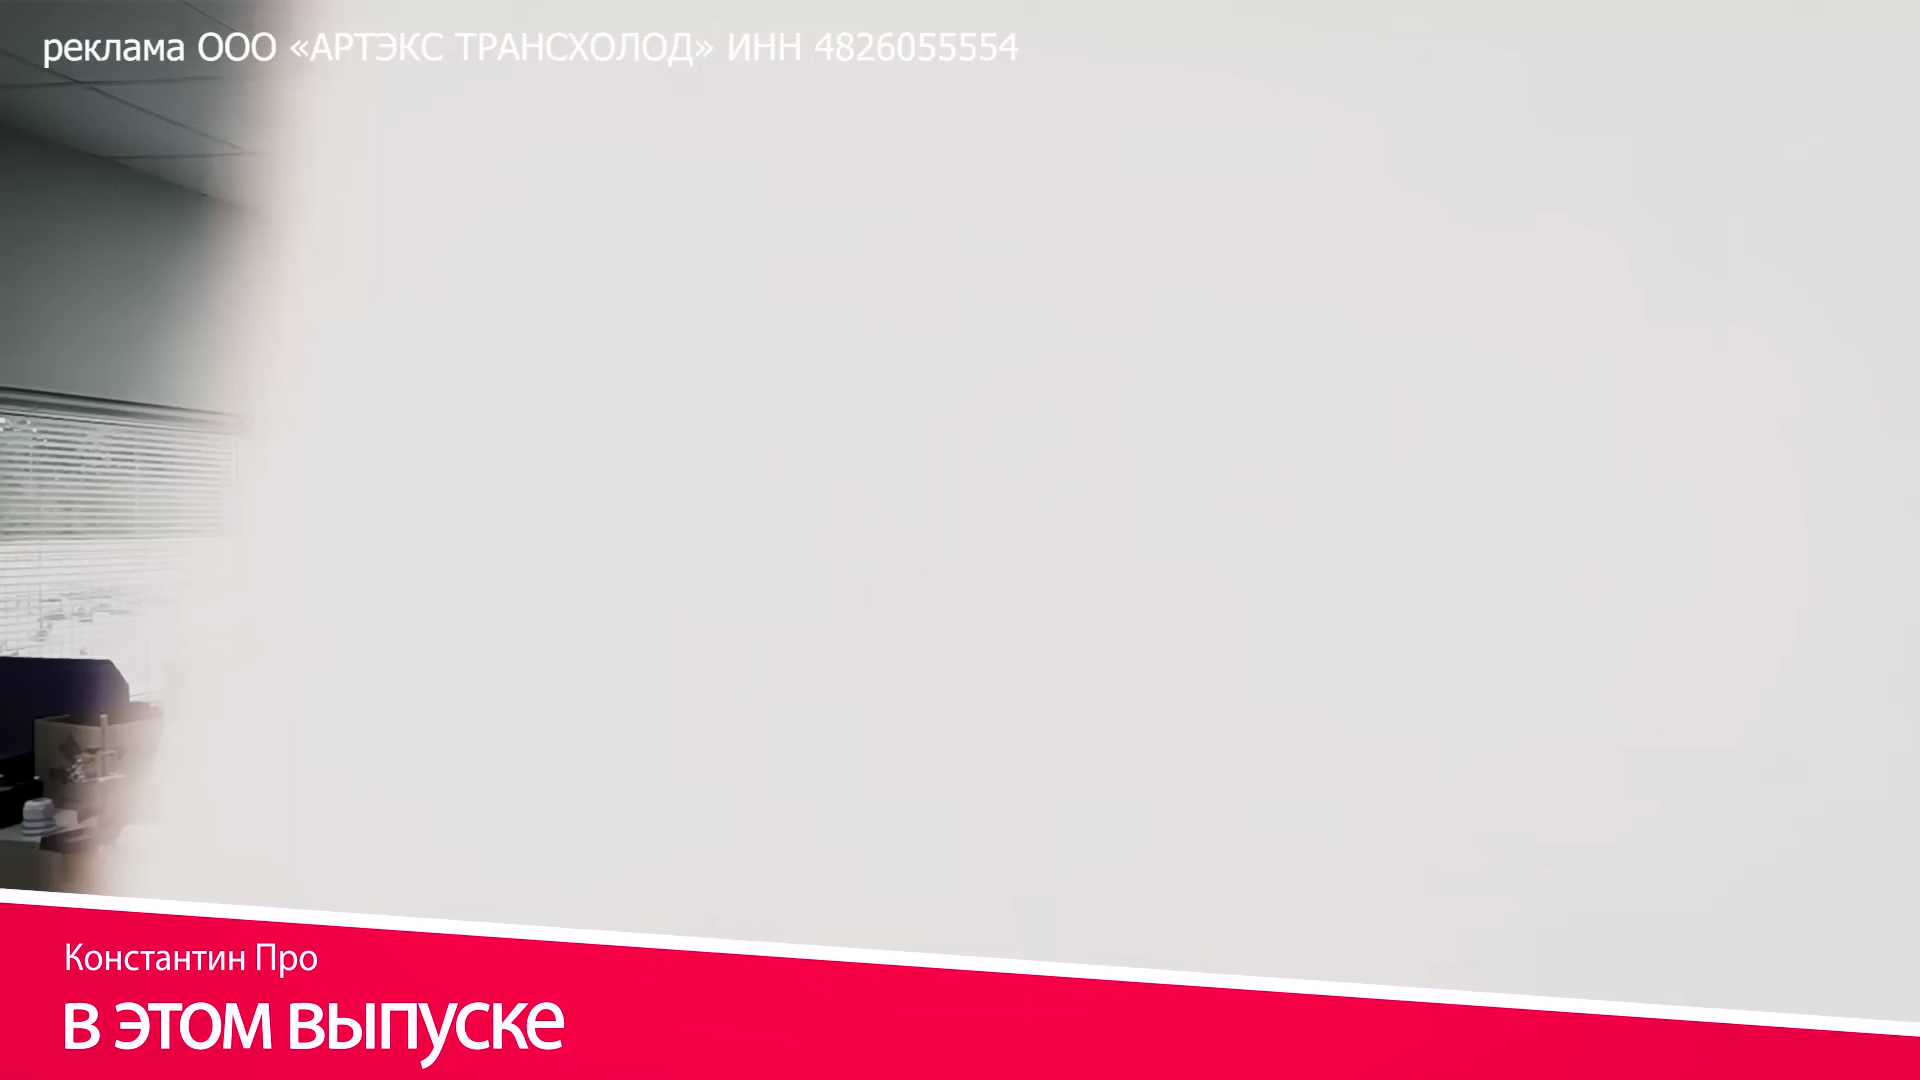 реклама ООО «АРТЭКС ТРАНСХОЛОД» ИНН 4826055554
Константин Про
в этом выпуске